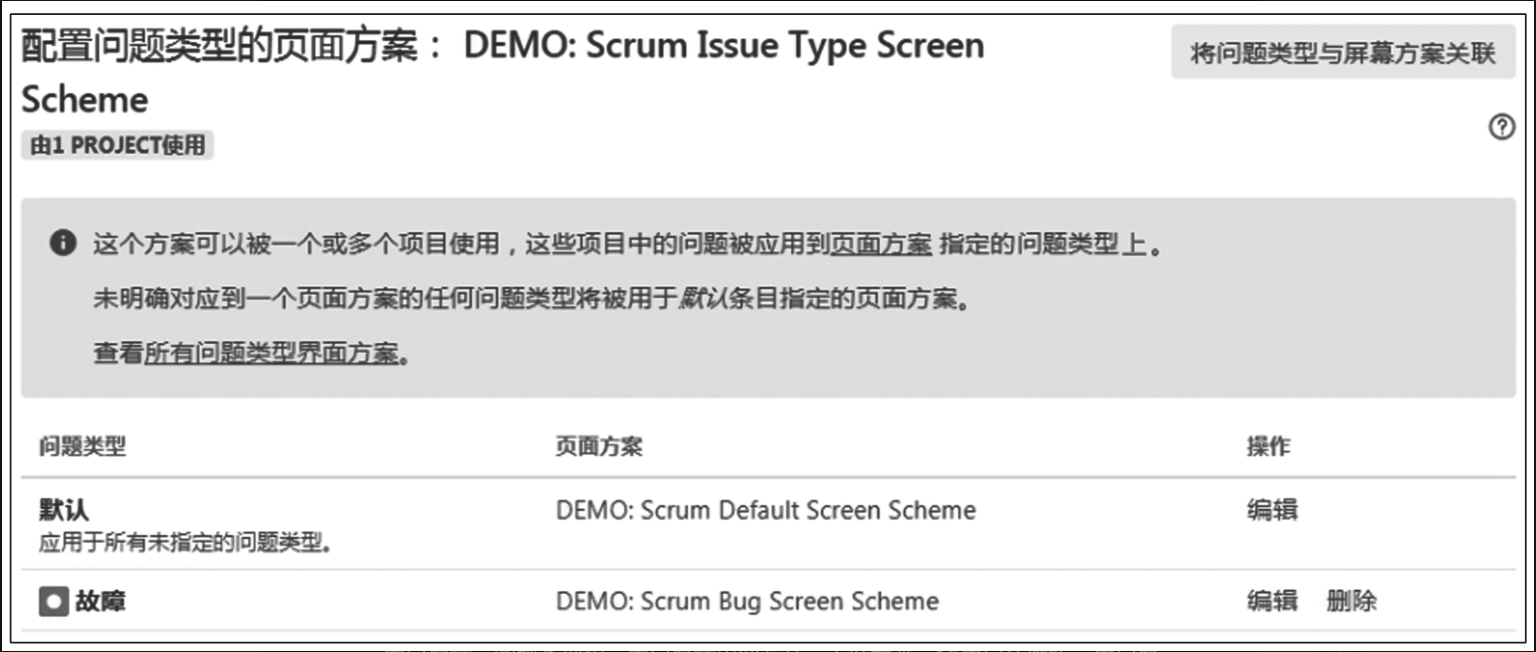 配置问题类型的页面方案： DEMO: Scrum Issue Type Screen
Scheme
将问题类型与屏幕方案关联
由1 PROJECT使用
这个方案可以被一个或多个项目使用，这些项目中的问题被应用到页面方案 指定的问题类型上。
未明确对应到一个页面方案的任何问题类型将被用于默认条目指定的页面方案。
查看所有问题类型界面方案。
问题类型 页面方案 操作
默认 DEMO: Scrum Default Screen Scheme 编辑
应用于所有未指定的问题类型。
故障 DEMO: Scrum Bug Screen Scheme 编辑 删除